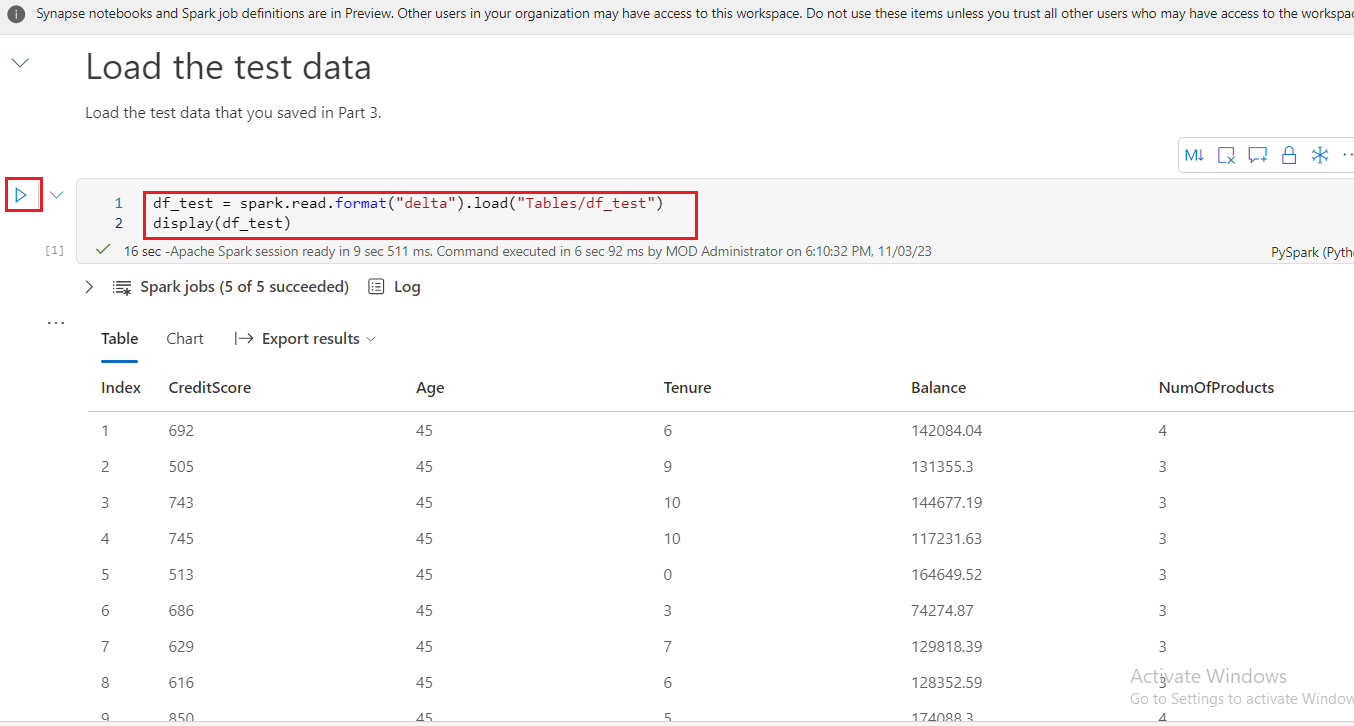 Synapse notebooks and Spark job definitions are in Preview. Other users in your organization may have access to this workspace. Do not use these items unless you trust all other users who may have access to the
Load the test data
Load the test data that you saved in Part 3.
M↓
1 df_test = spark.read.format("delta").load("Tables/df_test")
2 display(df_test)
[1] 16 sec -Apache Spark session ready in 9 sec 511 ms. Command executed in 6 sec 92 ms by MOD Administrator on 6:10:32 PM, 11/03/23 PySpark
Spark jobs (5 of 5 succeeded) Log
Table Chart Export results
Index CreditScore Age Tenure Balance NumOfProducts
1 692 45 6 142084.04 4
2 505 45 9 131355.3 3
3 743 45 10 144677.19 3
4 745 45 10 117231.63 3
5 513 45 0 164649.52 3
6 686 45 3 74274.87 3
7 629 45 7 129818.39 3
8 616 45 6 128352.59 3
9 850 45 5 174088.3 4
Activate Windows
Go to Settings to activate